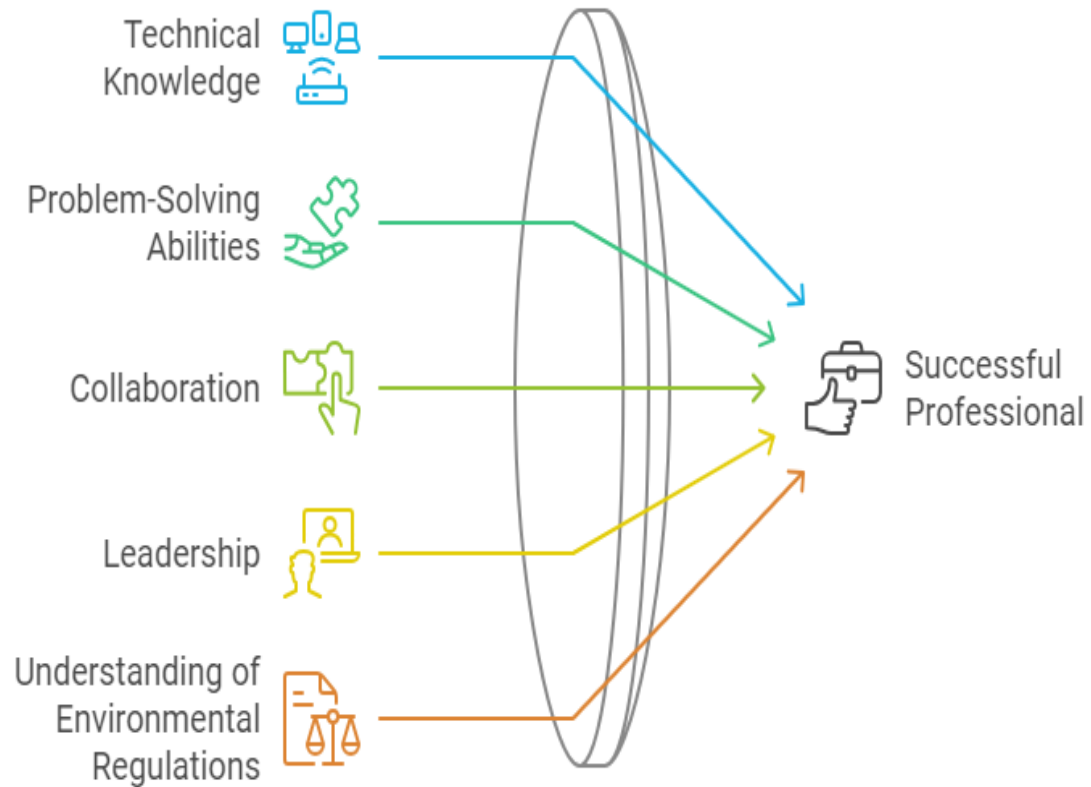 Technical
Knowledge
Problem-Solving
Abilities
Collaboration
Successful
Professional
Leadership
Understanding of
Environmental
Regulations